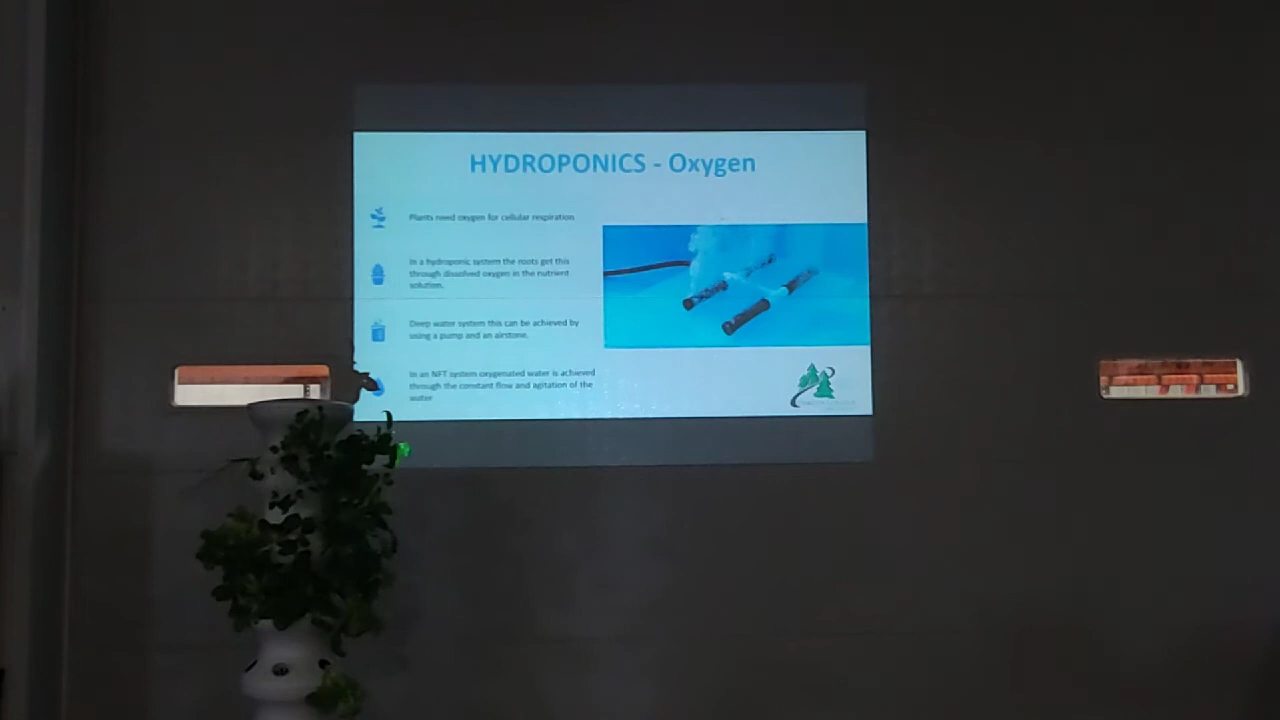 HYDROPONICS - Oxygen
Plants need oxygen for cellular respiration
In a hydroponic system the roots get this
through dissolved oxygen in the nutrient
solution.
Deep water system this can be achieved by
using a pump and an airstone.
In an NFT system oxygenated water is achieved
through the constant flow and agitation of the
water